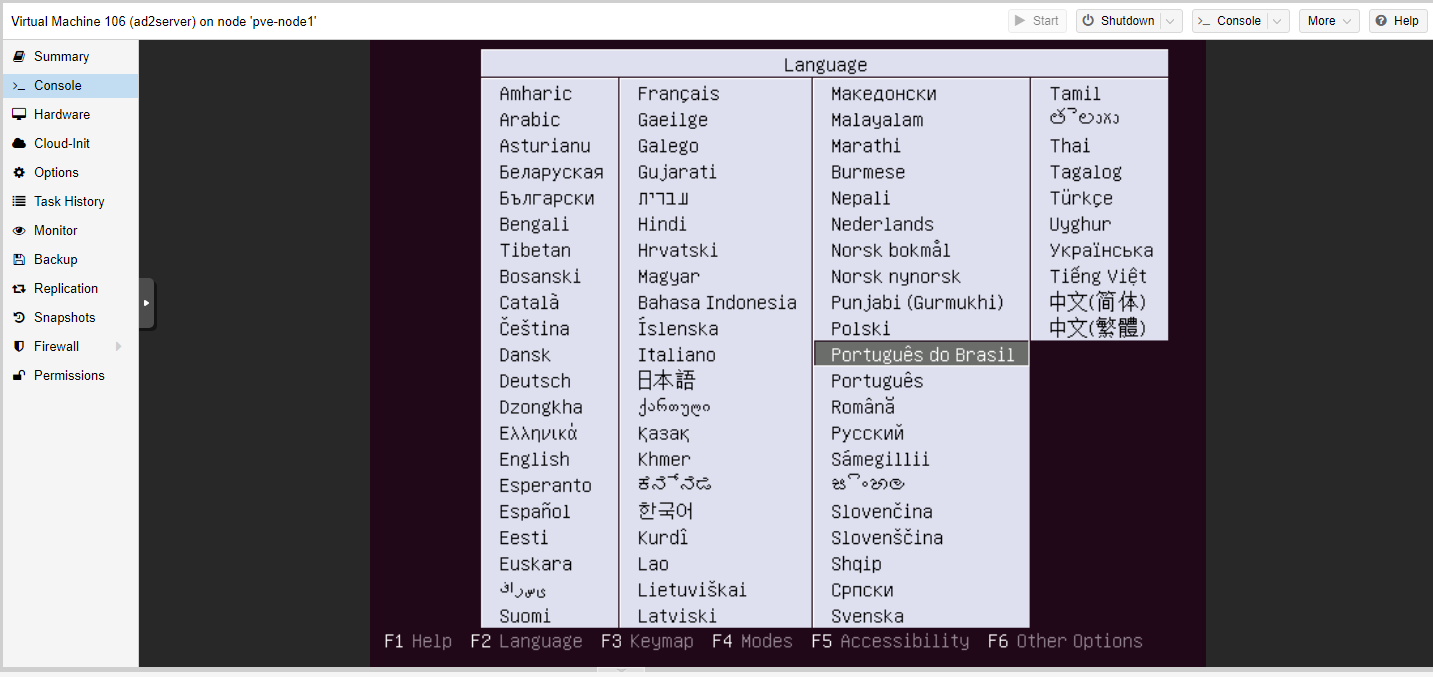 Virtual Machine 106 (ad2server) on node 'pve-node1'
Start
Shutdown
Console
More
Help
Summary
Console
Hardware
Cloud-Init
Options
Task History
Monitor
Backup
Replication
Snapshots
Firewall
Permissions
Language
Amharic
Arabic
Asturianu
Беларуская
Български
Bengali
Tibetan
Bosanski
Català
Čeština
Dansk
Deutsch
Dzongkha
Ελληνικά
English
Esperanto
Español
Eesti
Euskara
Suomi
Français
Gaeilge
Galego
Gujarati
עברית
Hindi
Hrvatski
Magyar
Bahasa Indonesia
Íslenska
Italiano
日本語
ქართული
Қазақ
Khmer
한국어
Kurdî
Lao
Lietuviškai
Latviski
Македонски
Malayalam
Marathi
Burmese
Nepali
Nederlands
Norsk bokmål
Norsk nynorsk
Punjabi (Gurmukhi)
Polski
Português do Brasil
Português
Română
Русский
Sámegillii
Slovenčina
Slovenščina
Shqip
Српски
Svenska
Tamil
Thai
Tagalog
Türkçe
Uyghur
Українська
Tiếng Việt
中文(简体)
中文(繁體)
F1 Help F2 Language F3 Keymap F4 Modes F5 Accessibility F6 Other Options